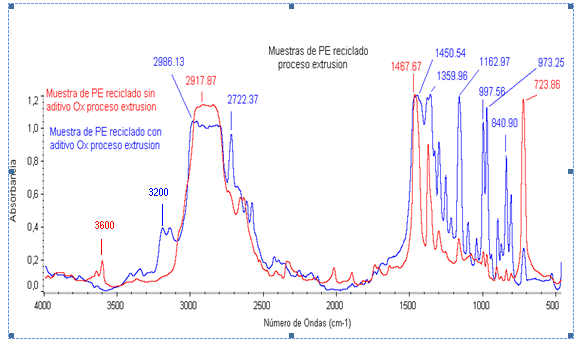 Muestras de PE reciclado
proceso extrusion
2986.13
2917.87
2722.37
1467.67
1450.54
1359.96
1162.97
997.56
973.25
840.90
723.86
Muestra de PE reciclado sin
aditivo Ox proceso extrusion
Muestra de PE reciclado con
aditivo Ox proceso extrusion
3200
3600
Absorbancia
1,2
1,0
0,8
0,6
0,4
0,2
0,0
4000 3500 3000 2500 2000 1500 1000 500
Número de Ondas (cm-1)